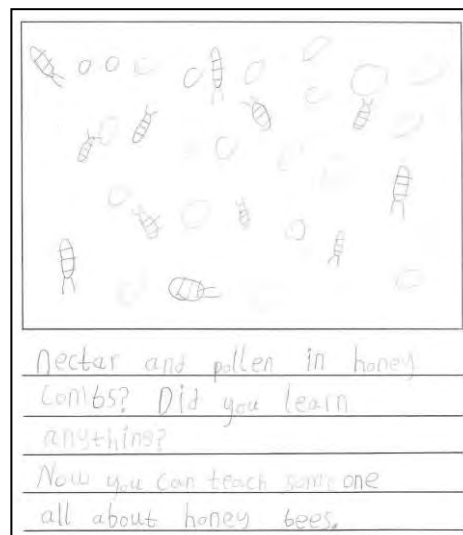 nectar and pollen in honey
combs? Did you learn
anything?
Now you can teach someone
all about honey bees.